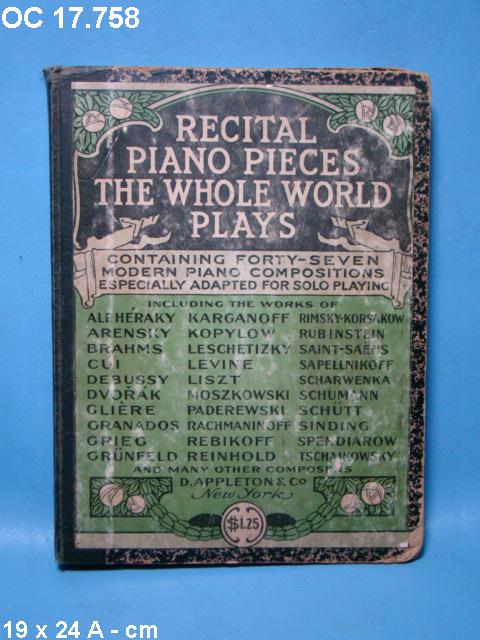 OC 17.758
RECITAL
PIANO PIECES
THE WHOLE WORLD
PLAYS
CONTAINING FORTY-SEVEN
MODERN PIANO COMPOSITIONS
ESPECIALLY ADAPTED FOR SOLO PLAYING
INCLUDING THE WORKS OF
ALPHÉRAKY KARGANOFF RIMSKY-KORSAKOW
ARENSKY KOPYLOW RUBINSTEIN
BRAHMS LESCHETIZKY SAINT-SAËNS
CUI LEVINE SAPELLNIKOFF
DEBUSSY LISZT SCHARWENKA
DVOŘÁK MOSZKOWSKI SCHUMANN
GLIÈRE PADEREWSKI SCHÜTT
GRANADOS RACHMANINOFF SINDING
GRIEG REBIKOFF SPENDIAROW
GRÜNFELD REINHOLD TSCHAIKOWSKY
AND MANY OTHER COMPOSERS
D. APPLETON & CO
New York
$1.25
19 x 24 A - cm